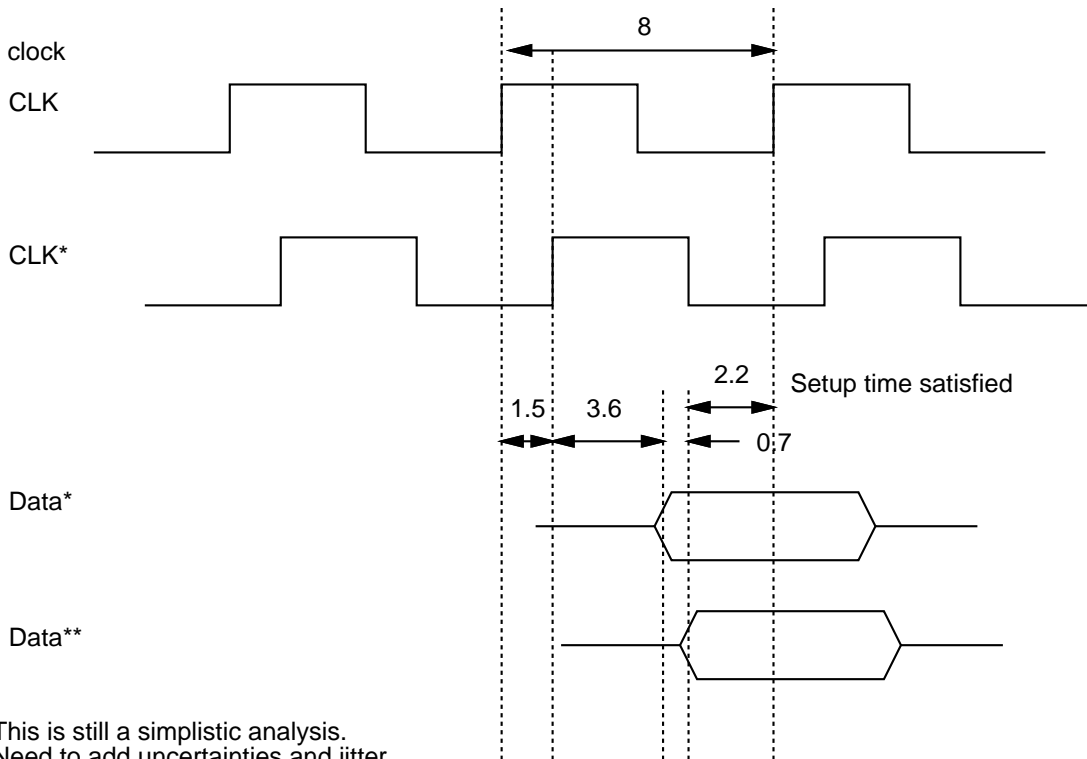 8
clock
CLK
CLK*
2.2
Setup time satisfied
1.5
3.6
0.7
Data*
Data**
This is still a simplistic analysis.
Need to add uncertainties and jitter